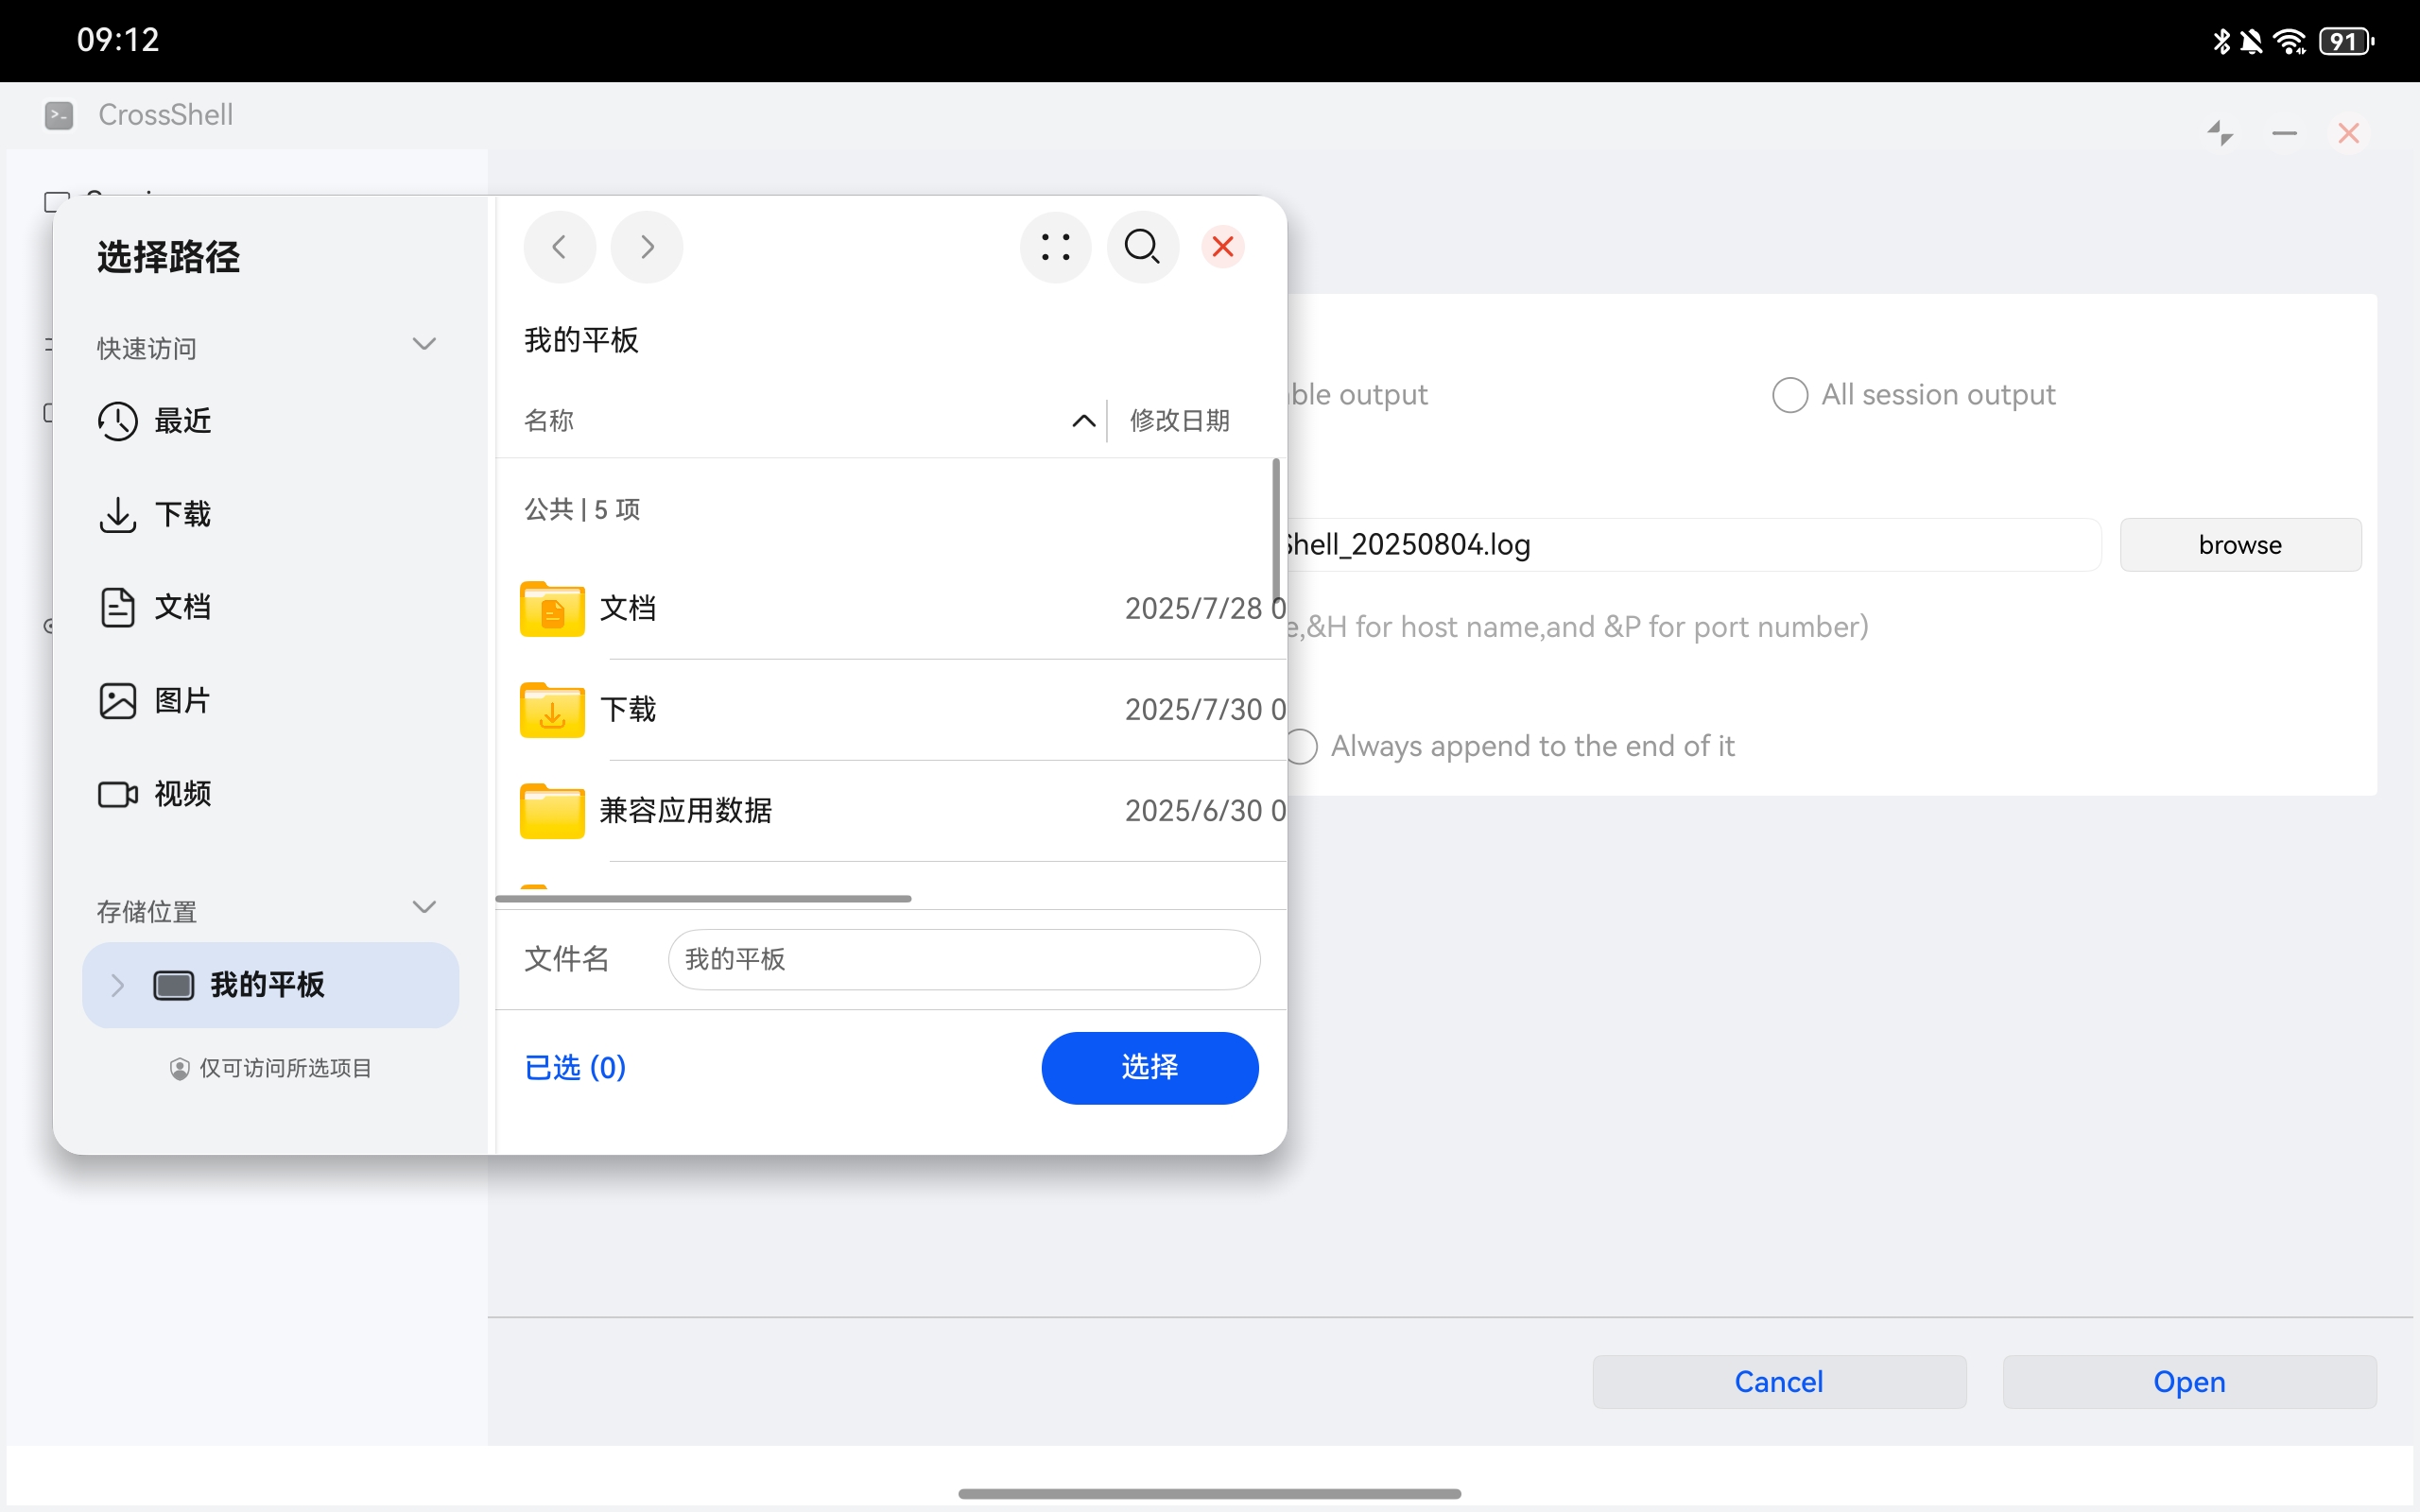 09:12
91
CrossShell
选择路径
快速访问
最近
下载
文档
图片
视频
存储位置
我的平板
仅可访问所选项目
我的平板
名称
修改日期
公共 | 5 项
文档
2025/7/28 0
下载
2025/7/30 0
兼容应用数据
2025/6/30 0
文件名
我的平板
已选 (0)
选择
ble output
All session output
Shell_20250804.log
browse
e,&H for host name,and &P for port number)
Always append to the end of it
Cancel
Open